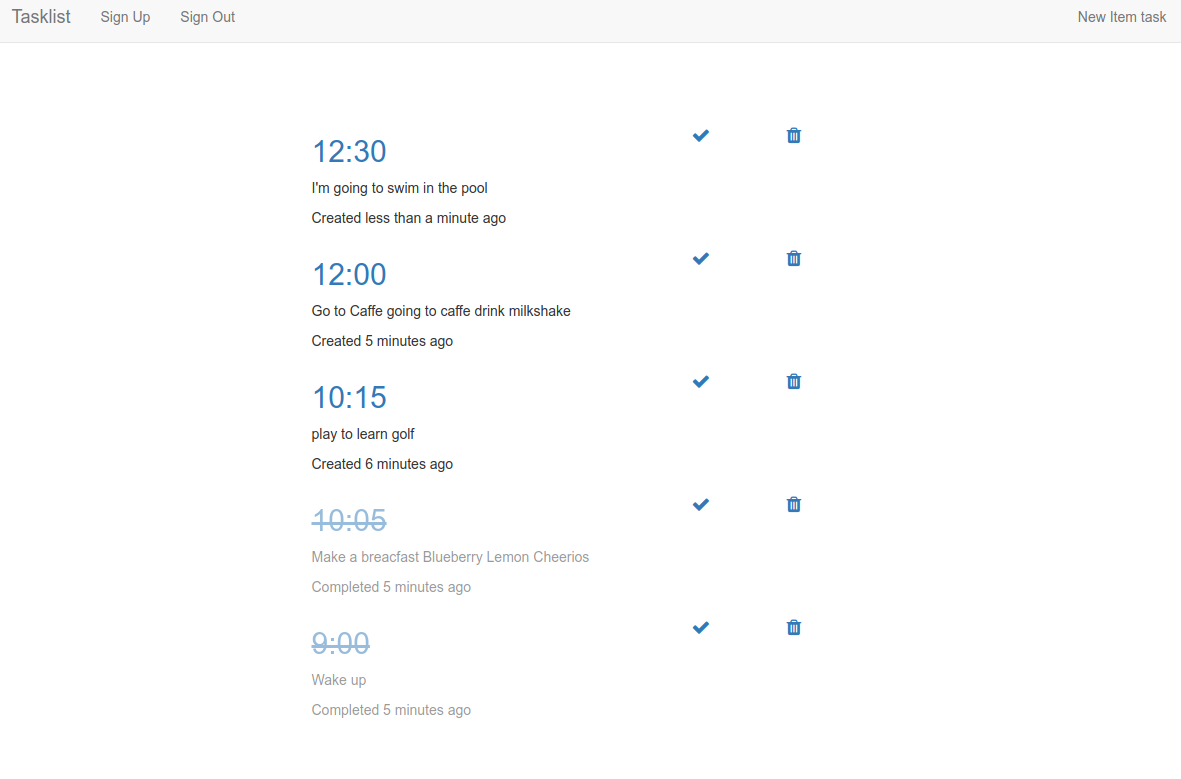 Tasklist Sign Up Sign Out New Item task
12:30
I'm going to swim in the pool
Created less than a minute ago
12:00
Go to Caffe going to caffe drink milkshake
Created 5 minutes ago
10:15
play to learn golf
Created 6 minutes ago
10:05
Make a breacfast Blueberry Lemon Cheerios
Completed 5 minutes ago
9:00
Wake up
Completed 5 minutes ago